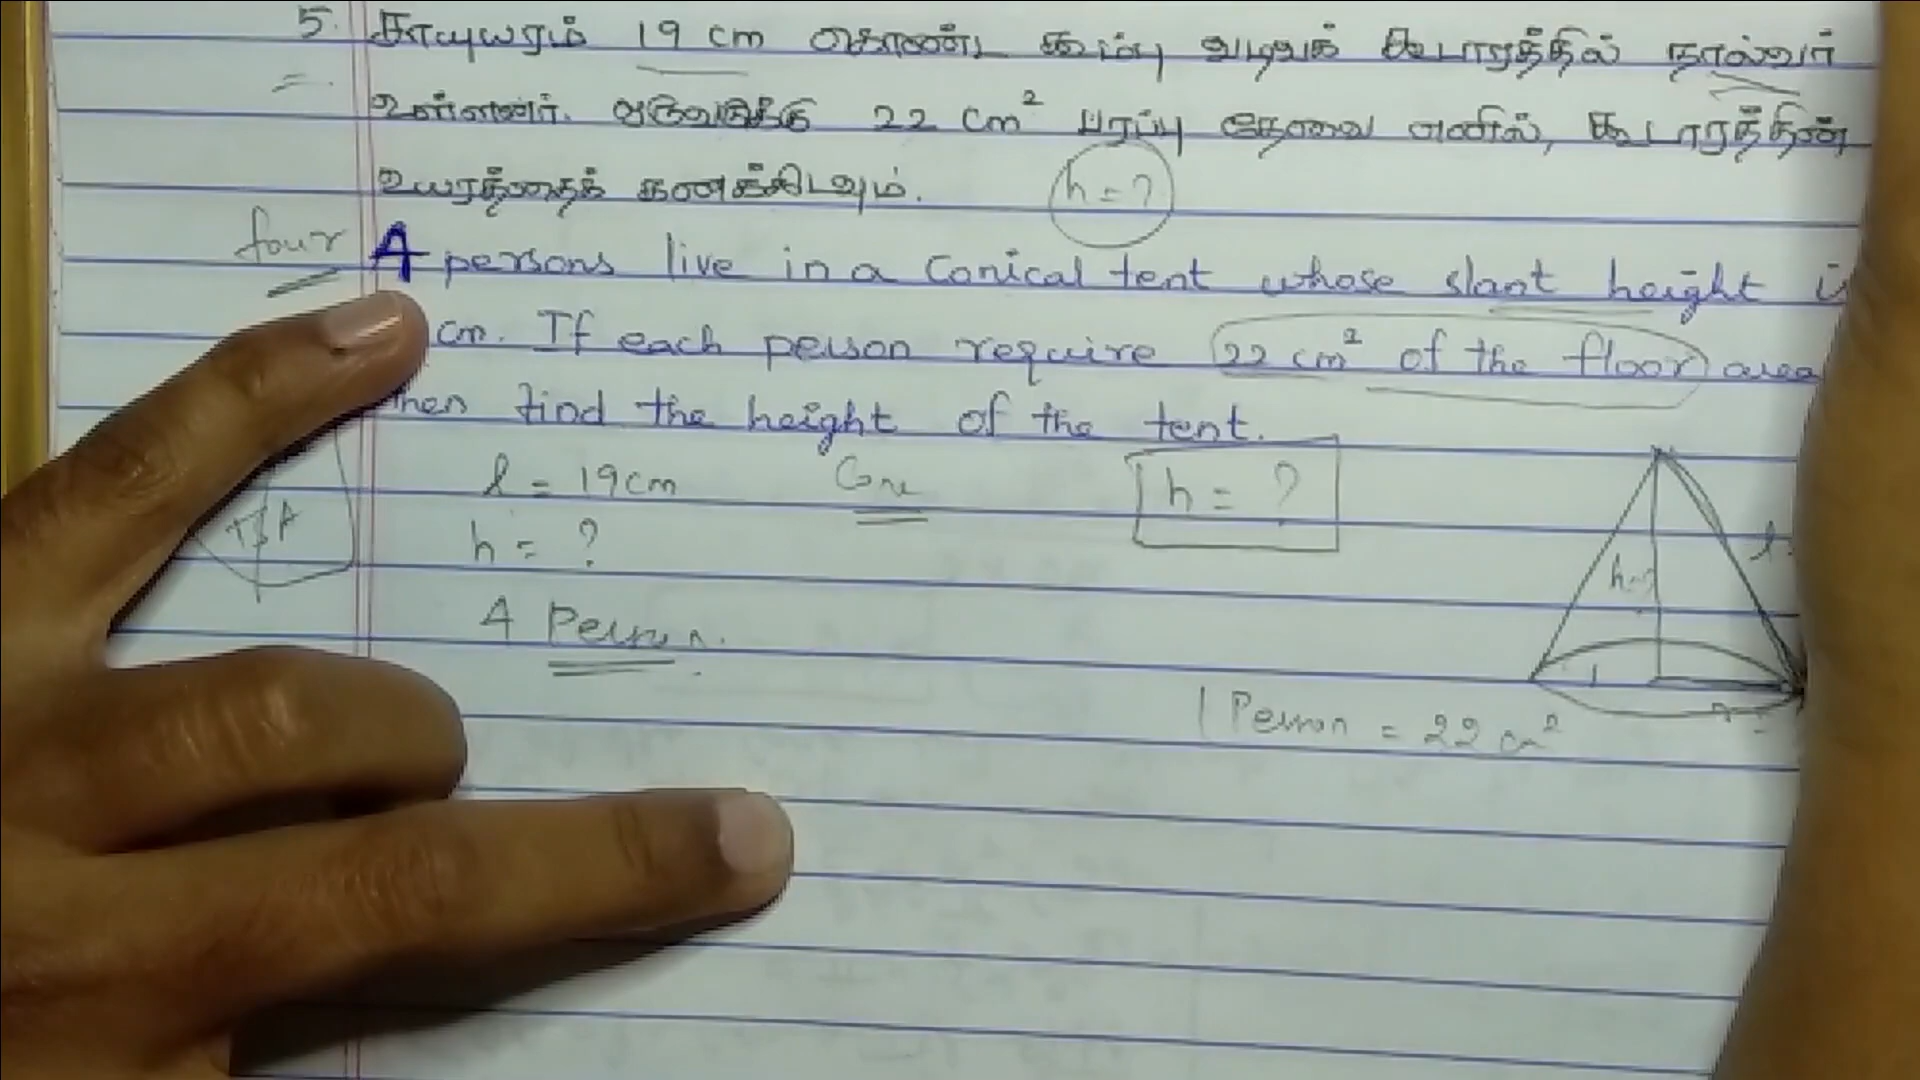 5. சாயுயரம் 19 cm கொண்ட கூம்பு வடிவக் கூடாரத்தில் நால்வர்
உள்ளனர். ஒருவருக்கு 22 cm² பரப்பு தேவை எனில், கூடாரத்தின்
உயரத்தைக் கணக்கிடவும். h = ?
four 4 persons live in a Conical tent whose slant height is
cm. If each person require 22 cm² of the floor area
then find the height of the tent.
l = 19cm Cone h = ?
TSA
h = ?
4 Person.
h=?
l
r
1 Person = 22 cm²